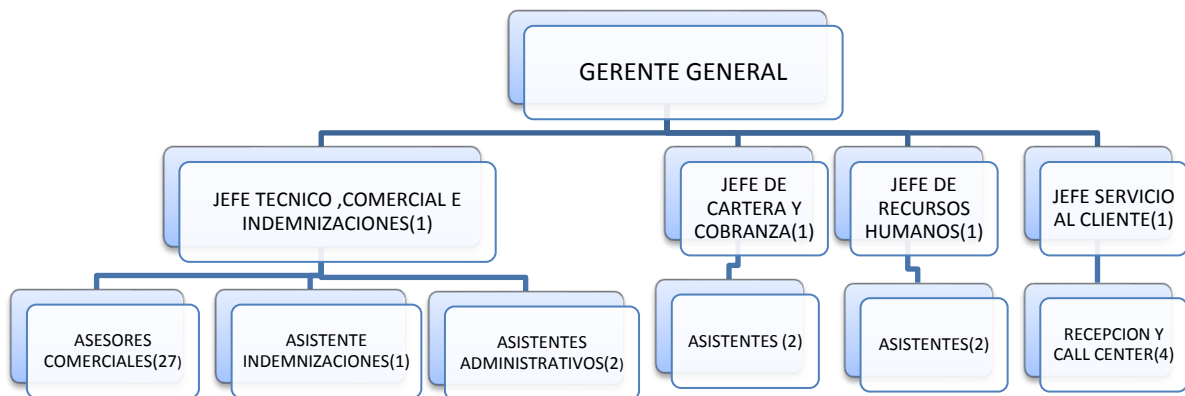 GERENTE GENERAL
JEFE TECNICO ,COMERCIAL E
INDEMNIZACIONES(1)
JEFE DE
CARTERA Y
COBRANZA(1)
JEFE DE
RECURSOS
HUMANOS(1)
JEFE SERVICIO
AL CLIENTE(1)
ASESORES
COMERCIALES(27)
ASISTENTE
INDEMNIZACIONES(1)
ASISTENTES
ADMINISTRATIVOS(2)
ASISTENTES (2)
ASISTENTES(2)
RECEPCION Y
CALL CENTER(4)